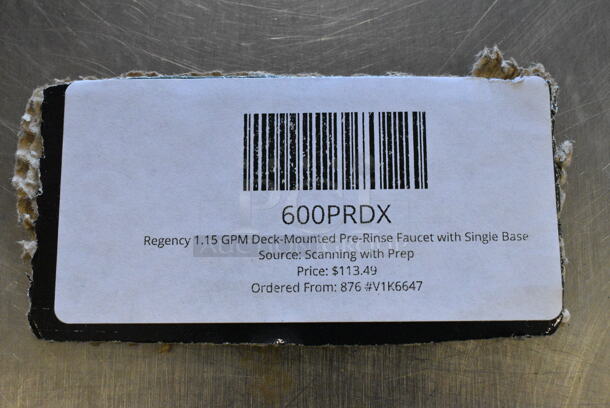 600PRDX
Regency 1.15 GPM Deck-Mounted Pre-Rinse Faucet with Single Base
Source: Scanning with Prep
Price: $113.49
Ordered From: 876 #V1K6647